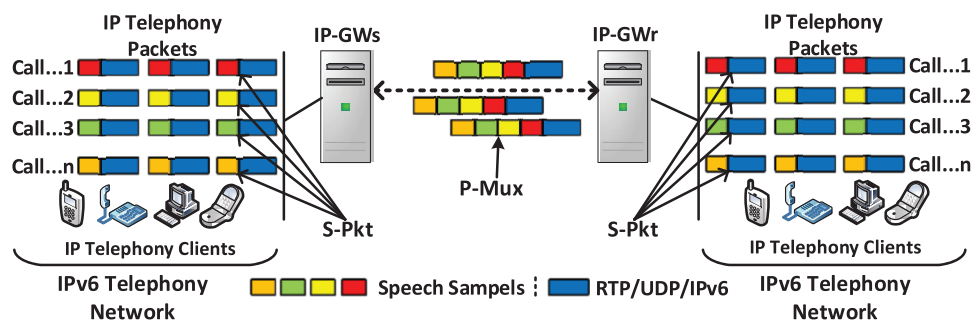 IP Telephony
Packets
Call...1
Call...2
Call...3
Call...n
IP Telephony Clients
IPv6 Telephony
Network
IP-GWs
S-Pkt
P-Mux
IP-GWr
S-Pkt
IP Telephony
Packets
Call...1
Call...2
Call...3
Call...n
IP Telephony Clients
IPv6 Telephony
Network
Speech Sampels
RTP/UDP/IPv6